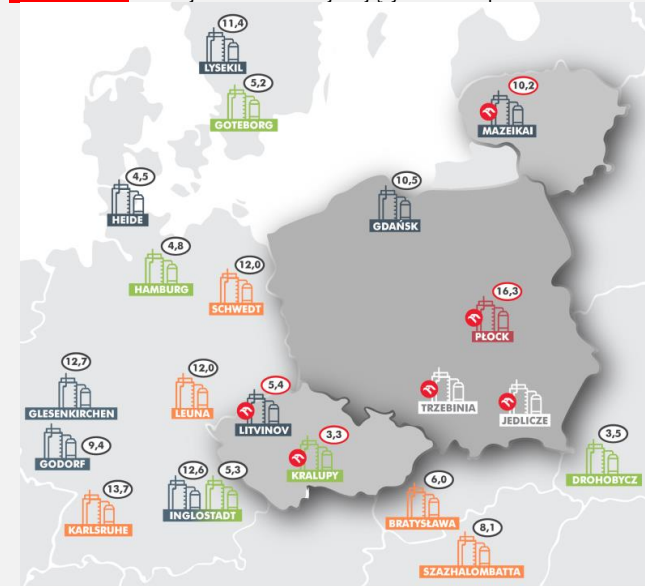 11,4
LYSEKIL
5,2
GOTEBORG
10,2
MAZEIKAI
4,5
HEIDE
10,5
GDAŃSK
4,8
HAMBURG
12,0
SCHWEDT
16,3
PŁOCK
12,7
GLESENKIRCHEN
12,0
LEUNA
5,4
LITVINOV
TRZEBINIA
JEDLICZE
9,4
GODORF
3,3
KRALUPY
3,5
DROHOBYCZ
13,7
KARLSRUHE
12,6
5,3
INGLOSTADT
6,0
BRATYSŁAWA
8,1
SZAZHALOMBATTA